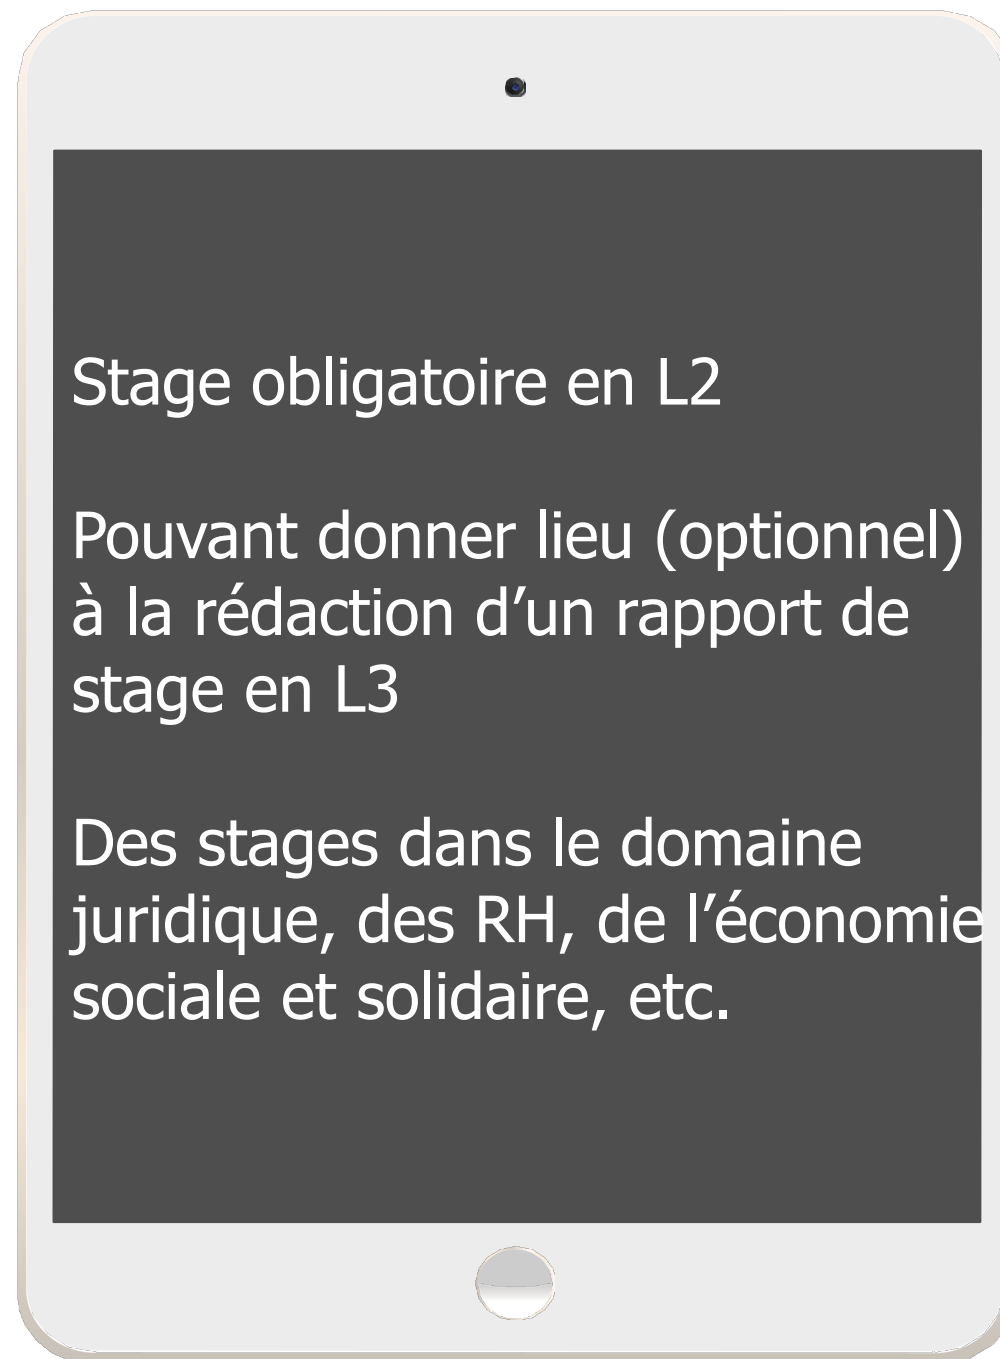 Stage obligatoire en L2
Pouvant donner lieu (optionnel)
à la rédaction d’un rapport de
stage en L3
Des stages dans le domaine
juridique, des RH, de l’économie
sociale et solidaire, etc.